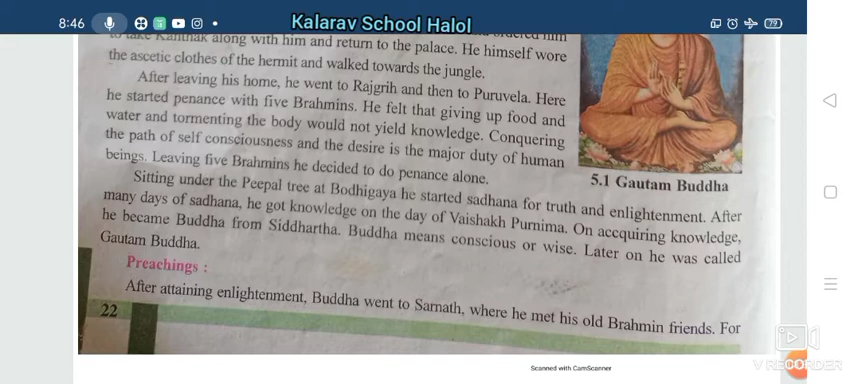 8:46
Kalarav School Halol
79
to take Kanthak along with him and return to the palace. He himself wore
the ascetic clothes of the hermit and walked towards the jungle.
After leaving his home, he went to Rajgrih and then to Puruvela. Here
he started penance with five Brahmins. He felt that giving up food and
water and tormenting the body would not yield knowledge. Conquering
the path of self consciousness and the desire is the major duty of human
beings. Leaving five Brahmins he decided to do penance alone.
5.1 Gautam Buddha
Sitting under the Peepal tree at Bodhigaya he started sadhana for truth and enlightenment. After
many days of sadhana, he got knowledge on the day of Vaishakh Purnima. On accquiring knowledge,
he became Buddha from Siddhartha. Buddha means conscious or wise. Later on he was called
Gautam Buddha.
Preachings :
After attaining enlightenment, Buddha went to Sarnath, where he met his old Brahmin friends. For
22
Scanned with CamScanner
V RECORDER